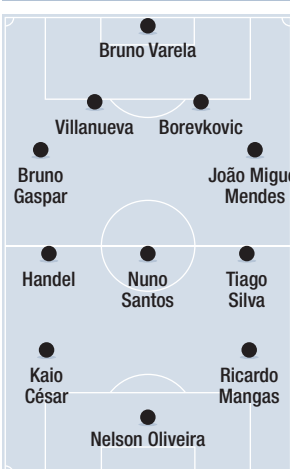 Bruno Varela
Villanueva Borevkovic
Bruno
Gaspar
João Migue
Mendes
Handel
Nuno
Santos
Tiago
Silva
Kaio
César
Ricardo
Mangas
Nelson Oliveira